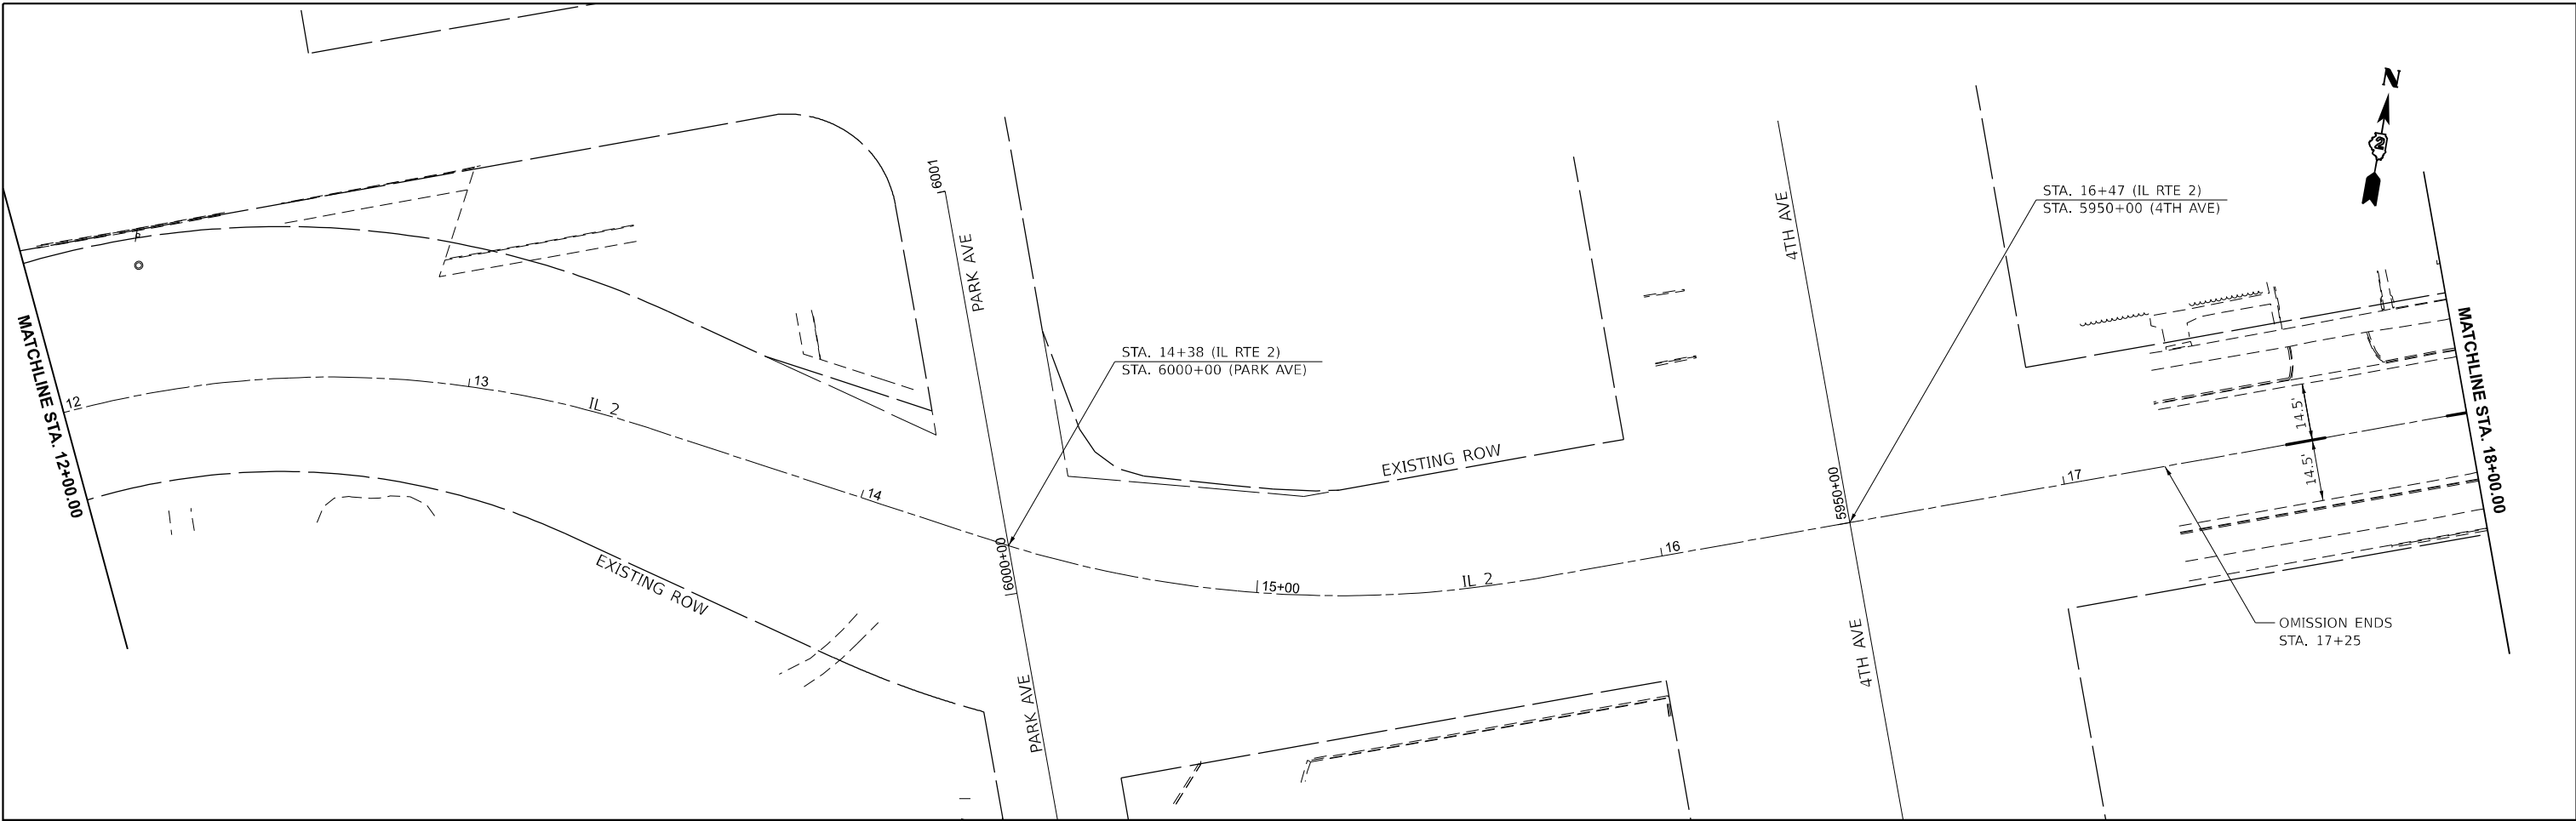 N
2
6001
PARK AVE
4TH AVE
STA. 16+47 (IL RTE 2)
STA. 5950+00 (4TH AVE)
MATCHLINE STA. 12+00.00
P
12
13
IL 2
STA. 14+38 (IL RTE 2)
STA. 6000+00 (PARK AVE)
EXISTING ROW
14.5'
14.5'
MATCHLINE STA. 18+00.00
14
5950+00
17
6000+00
16
EXISTING ROW
15+00
IL 2
PARK AVE
4TH AVE
OMISSION ENDS
STA. 17+25